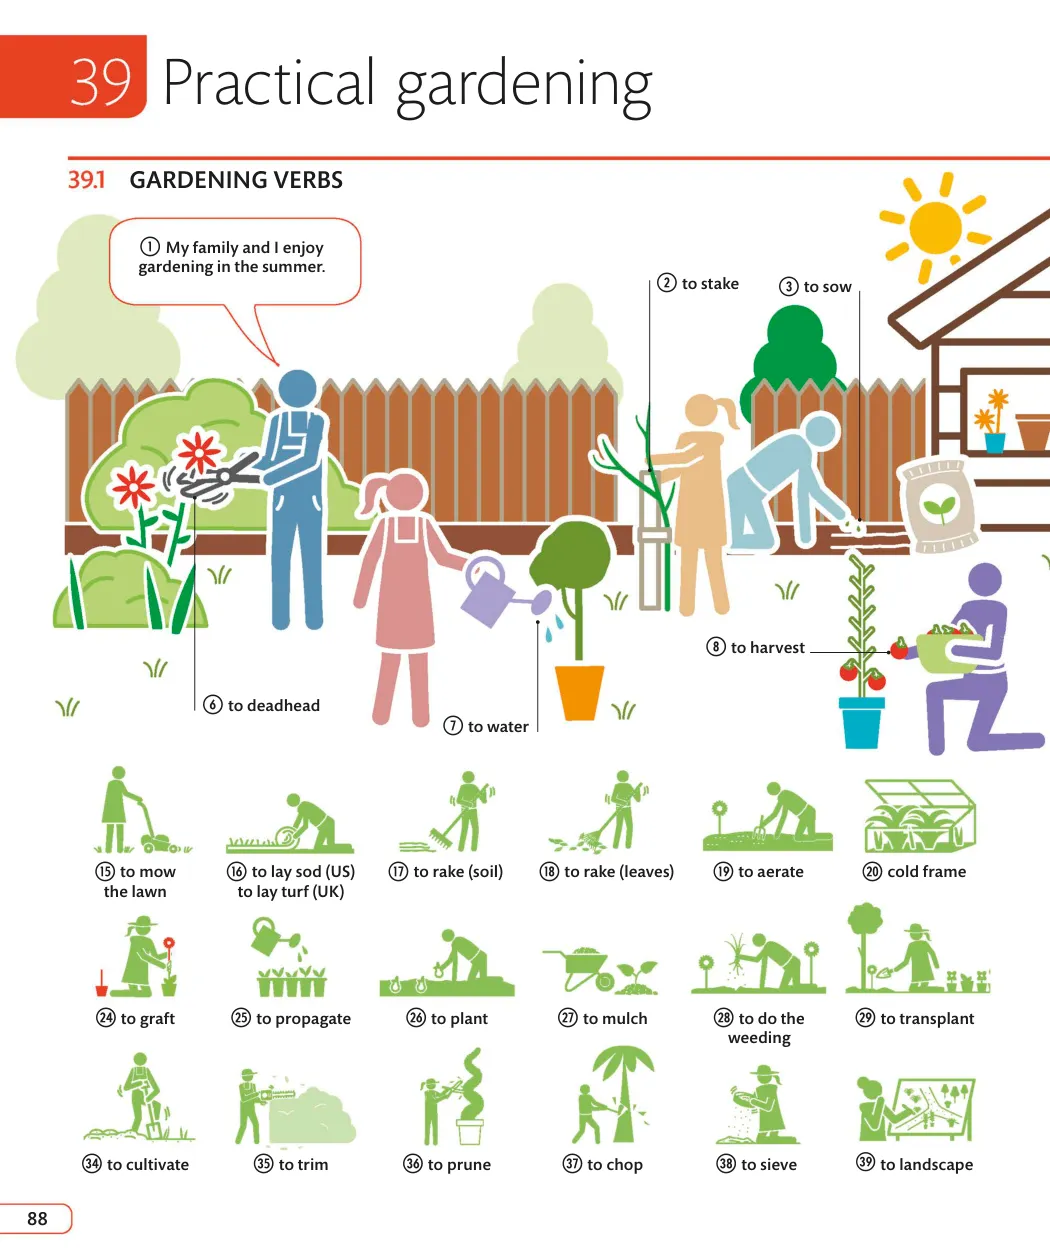 39 Practical gardening
39.1 GARDENING VERBS
1 My family and I enjoy
gardening in the summer.
2 to stake
3 to sow
8 to harvest
6 to deadhead
7 to water
15 to mow
the lawn
16 to lay sod (US)
to lay turf (UK)
17 to rake (soil)
18 to rake (leaves)
19 to aerate
20 cold frame
24 to graft
25 to propagate
26 to plant
27 to mulch
28 to do the
weeding
29 to transplant
34 to cultivate
35 to trim
36 to prune
37 to chop
38 to sieve
39 to landscape
88